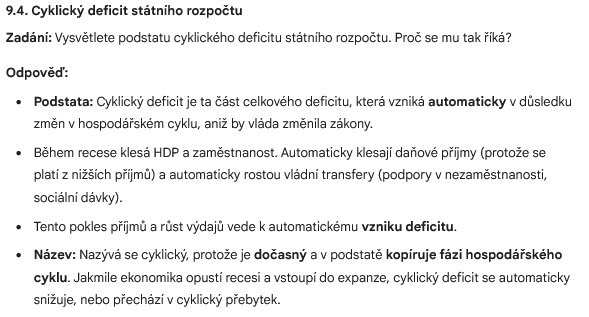 9.4. Cyklický deficit státního rozpočtu
Zadání: Vysvětlete podstatu cyklického deficitu státního rozpočtu. Proč se mu tak říká?
Odpověď:
• Podstata: Cyklický deficit je ta část celkového deficitu, která vzniká automaticky v důsledku
změn v hospodářském cyklu, aniž by vláda změnila zákony.
• Během recese klesá HDP a zaměstnanost. Automaticky klesají daňové příjmy (protože se
platí z nižších příjmů) a automaticky rostou vládní transfery (podpory v nezaměstnanosti,
sociální dávky).
• Tento pokles příjmů a růst výdajů vede k automatickému vzniku deficitu.
• Název: Nazývá se cyklický, protože je dočasný a v podstatě kopíruje fázi hospodářského
cyklu. Jakmile ekonomika opustí recesi a vstoupí do expanze, cyklický deficit se automaticky
snižuje, nebo přechází v cyklický přebytek.